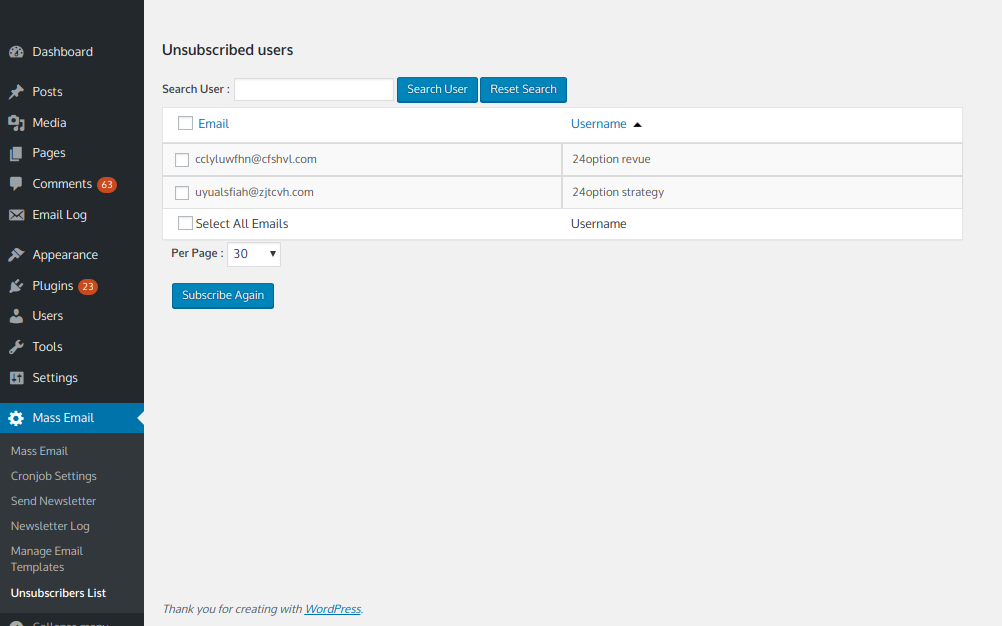 Dashboard
Posts
Media
Pages
Comments 63
Email Log
Appearance
Plugins 23
Users
Tools
Settings
Mass Email
Mass Email
Cronjob Settings
Send Newsletter
Newsletter Log
Manage Email
Templates
Unsubscribers List
Collapse menu
Unsubscribed users
Search User : Search User Reset Search
Email Username
cclyluwfhn@cfshvl.com 24option revue
uyualsfiah@zjtcvh.com 24option strategy
Select All Emails Username
Per Page : 30
Subscribe Again
Thank you for creating with WordPress.